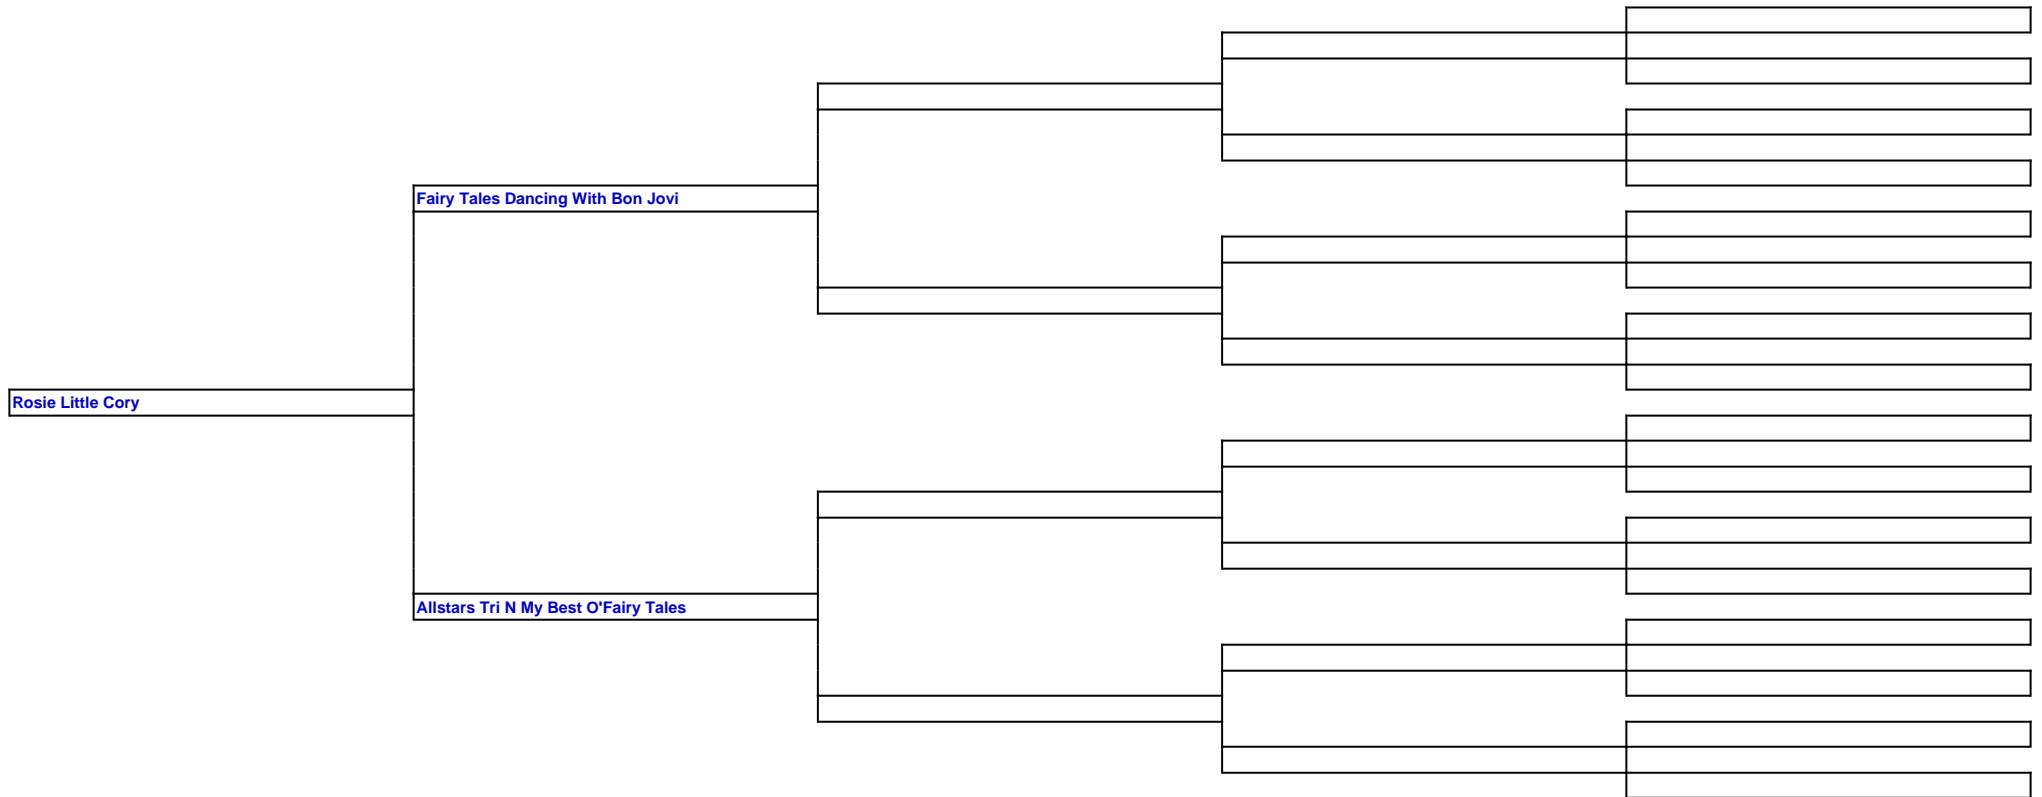 Fairy Tales Dancing With Bon Jovi
Rosie Little Cory
Allstars Tri N My Best O'Fairy Tales